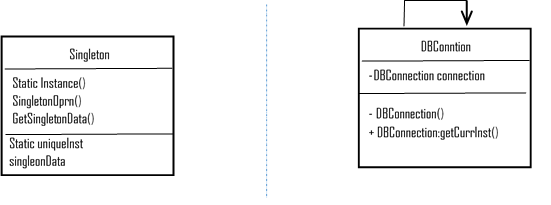 Singleton
Static Instance()
SingletonOprn()
GetSingletonData()
Static uniqueInst
singleonData
DBConntion
-DBConnection connection
- DBConnection()
+ DBConnection:getCurrInst()